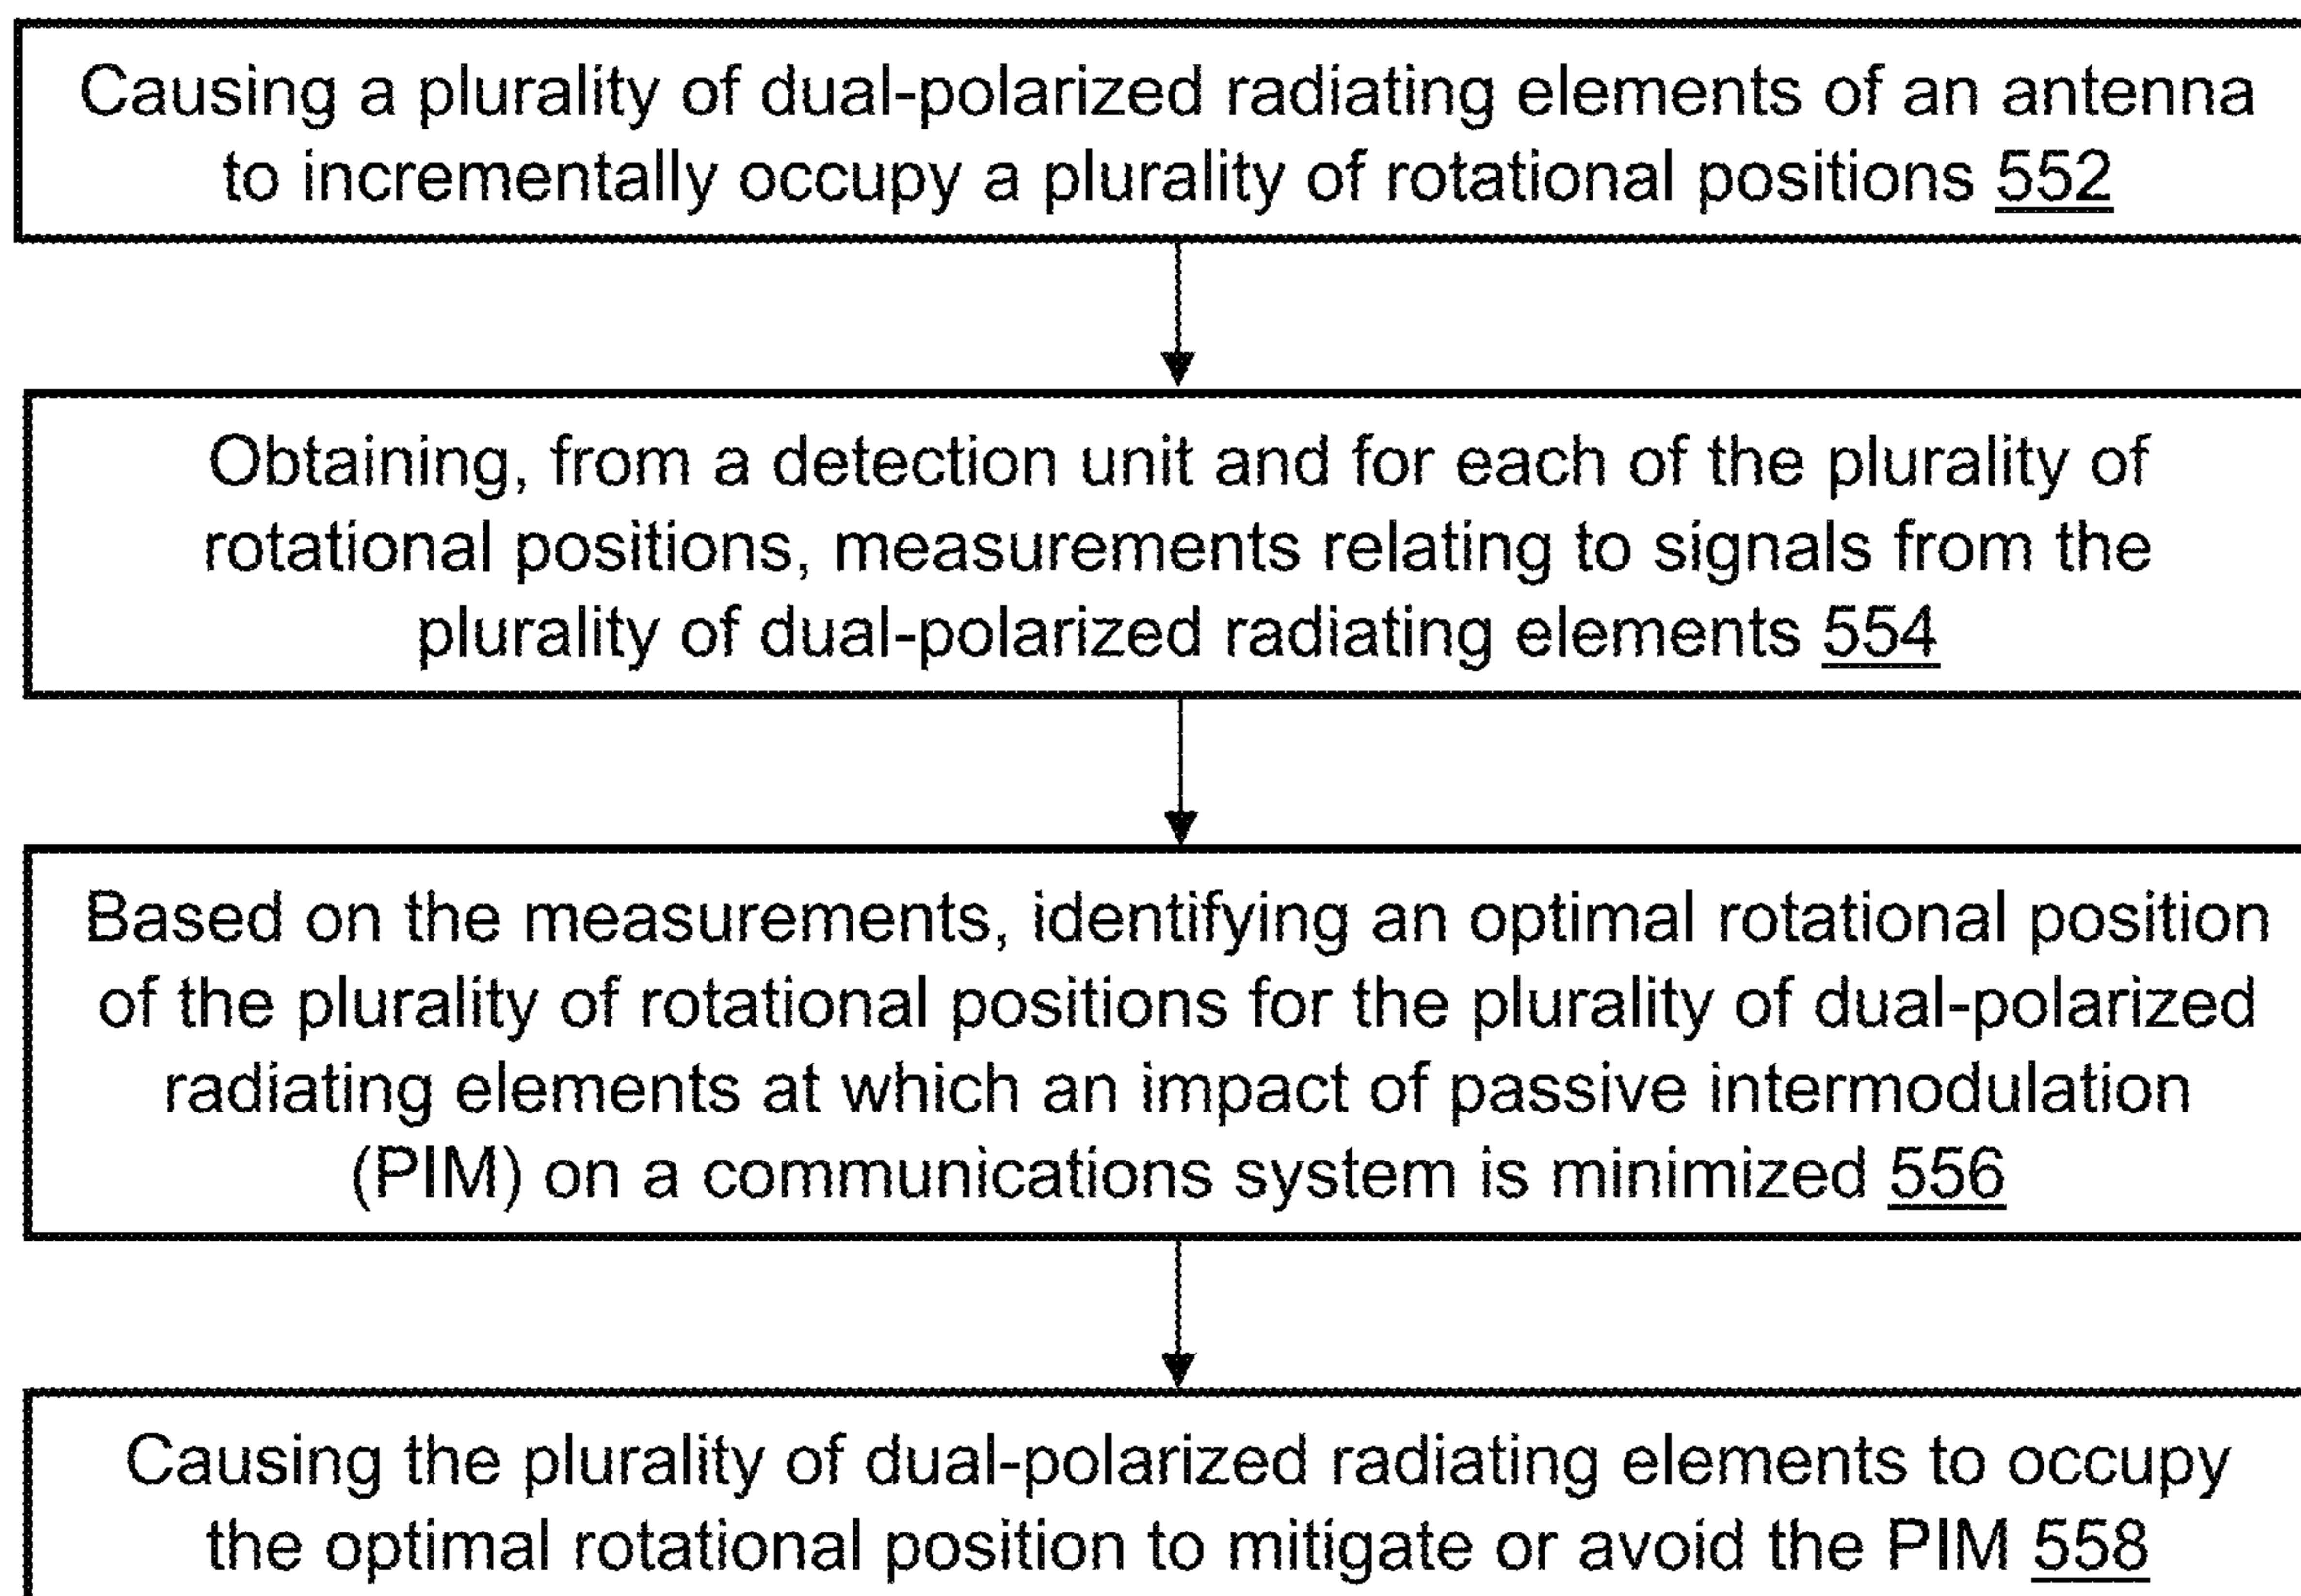 Causing a plurality of dual-polarized radiating elements of an antenna
to incrementally occupy a plurality of rotational positions 552
Obtaining, from a detection unit and for each of the plurality of
rotational positions, measurements relating to signals from the
plurality of dual-polarized radiating elements 554
Based on the measurements, identifying an optimal rotational position
of the plurality of rotational positions for the plurality of dual-polarized
radiating elements at which an impact of passive intermodulation
(PIM) on a communications system is minimized 556
Causing the plurality of dual-polarized radiating elements to occupy
the optimal rotational position to mitigate or avoid the PIM 558